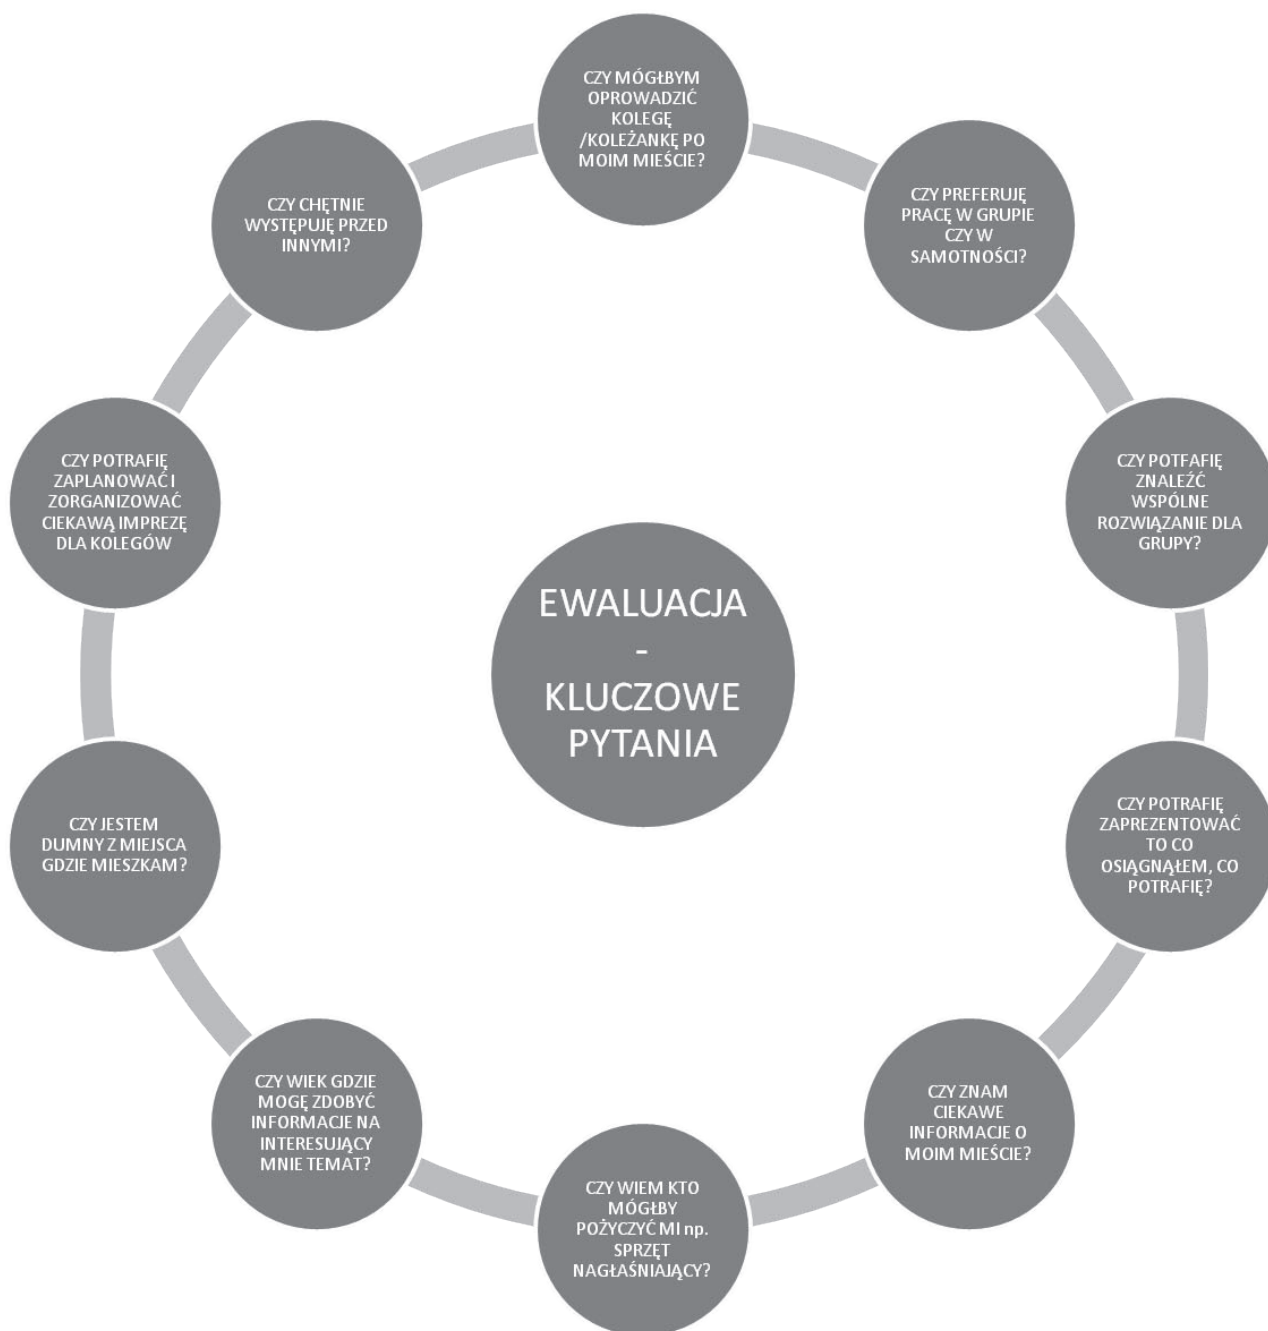 CZY MÓGŁBYM
OPROWADZIĆ
KOLEGĘ
/KOLEŻANKĘ PO
MOIM MIEŚCIE?
CZY PREFERUJĘ
PRACĘ W GRUPIE
CZY W
SAMOTNOŚCI?
CZY POTFAFIĘ
ZNALEŹĆ
WSPÓLNE
ROZWIĄZANIE DLA
GRUPY?
CZY POTRAFIĘ
ZAPREZENTOWAĆ
TO CO
OSIĄGNĄŁEM, CO
POTRAFIĘ?
CZY ZNAM
CIEKAWE
INFORMACJE O
MOIM MIEŚCIE?
CZY WIEM KTO
MÓGŁBY
POŻYCZYĆ MI np.
SPRZĘT
NAGŁAŚNIAJĄCY?
CZY WIEK GDZIE
MOGĘ ZDOBYĆ
INFORMACJE NA
INTERESUJĄCY
MNIE TEMAT?
CZY JESTEM
DUMNY Z MIEJSCA
GDZIE MIESZKAM?
CZY POTRAFIĘ
ZAPLANOWAĆ I
ZORGANIZOWAĆ
CIEKAWĄ IMPREZĘ
DLA KOLEGÓW
CZY CHĘTNIE
WYSTĘPUJĘ PRZED
INNYMI?
EWALUACJA
-
KLUCZOWE
PYTANIA